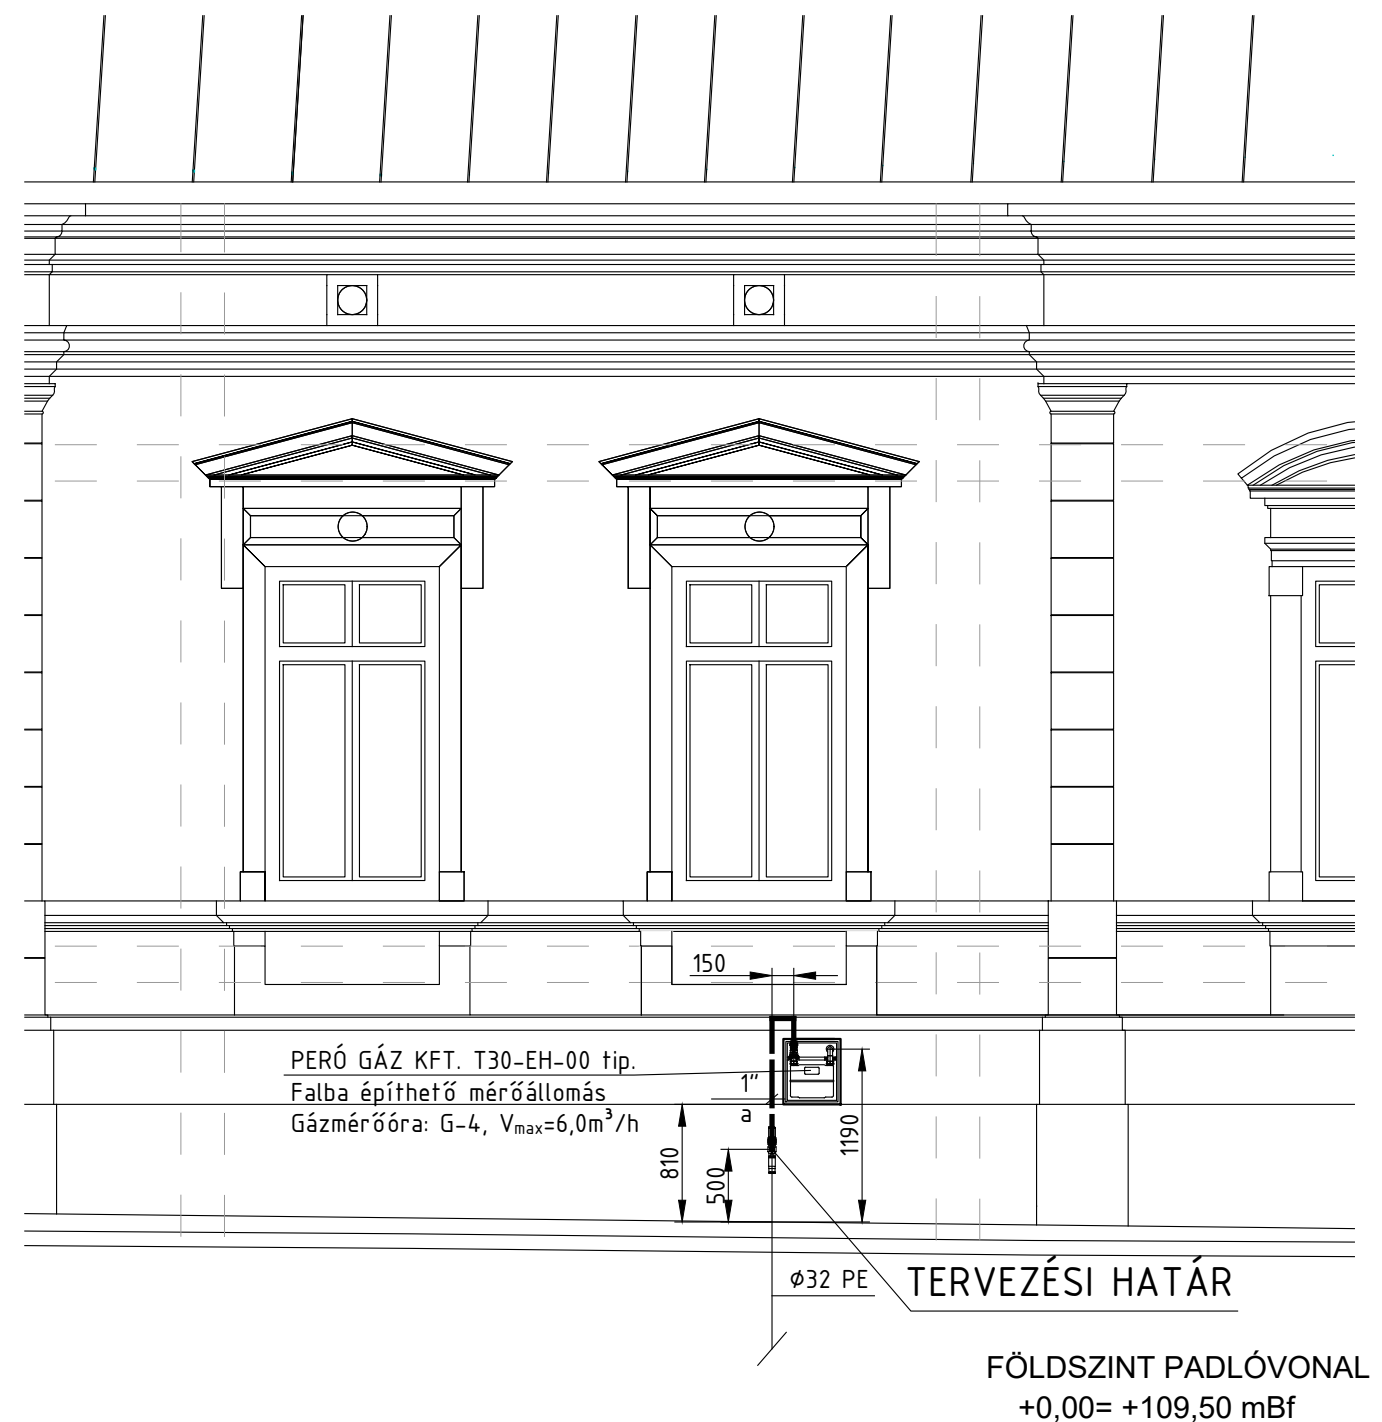 150
PERÓ GÁZ KFT. T30-EH-00 tip.
Falba építhető mérőállomás
Gázmérőóra: G-4, Vmax=6,0m³/h
1"
a
810
500
1190
ϕ32 PE
TERVEZÉSI HATÁR
FÖLDSZINT PADLÓVONAL
+0,00= +109,50 mBf